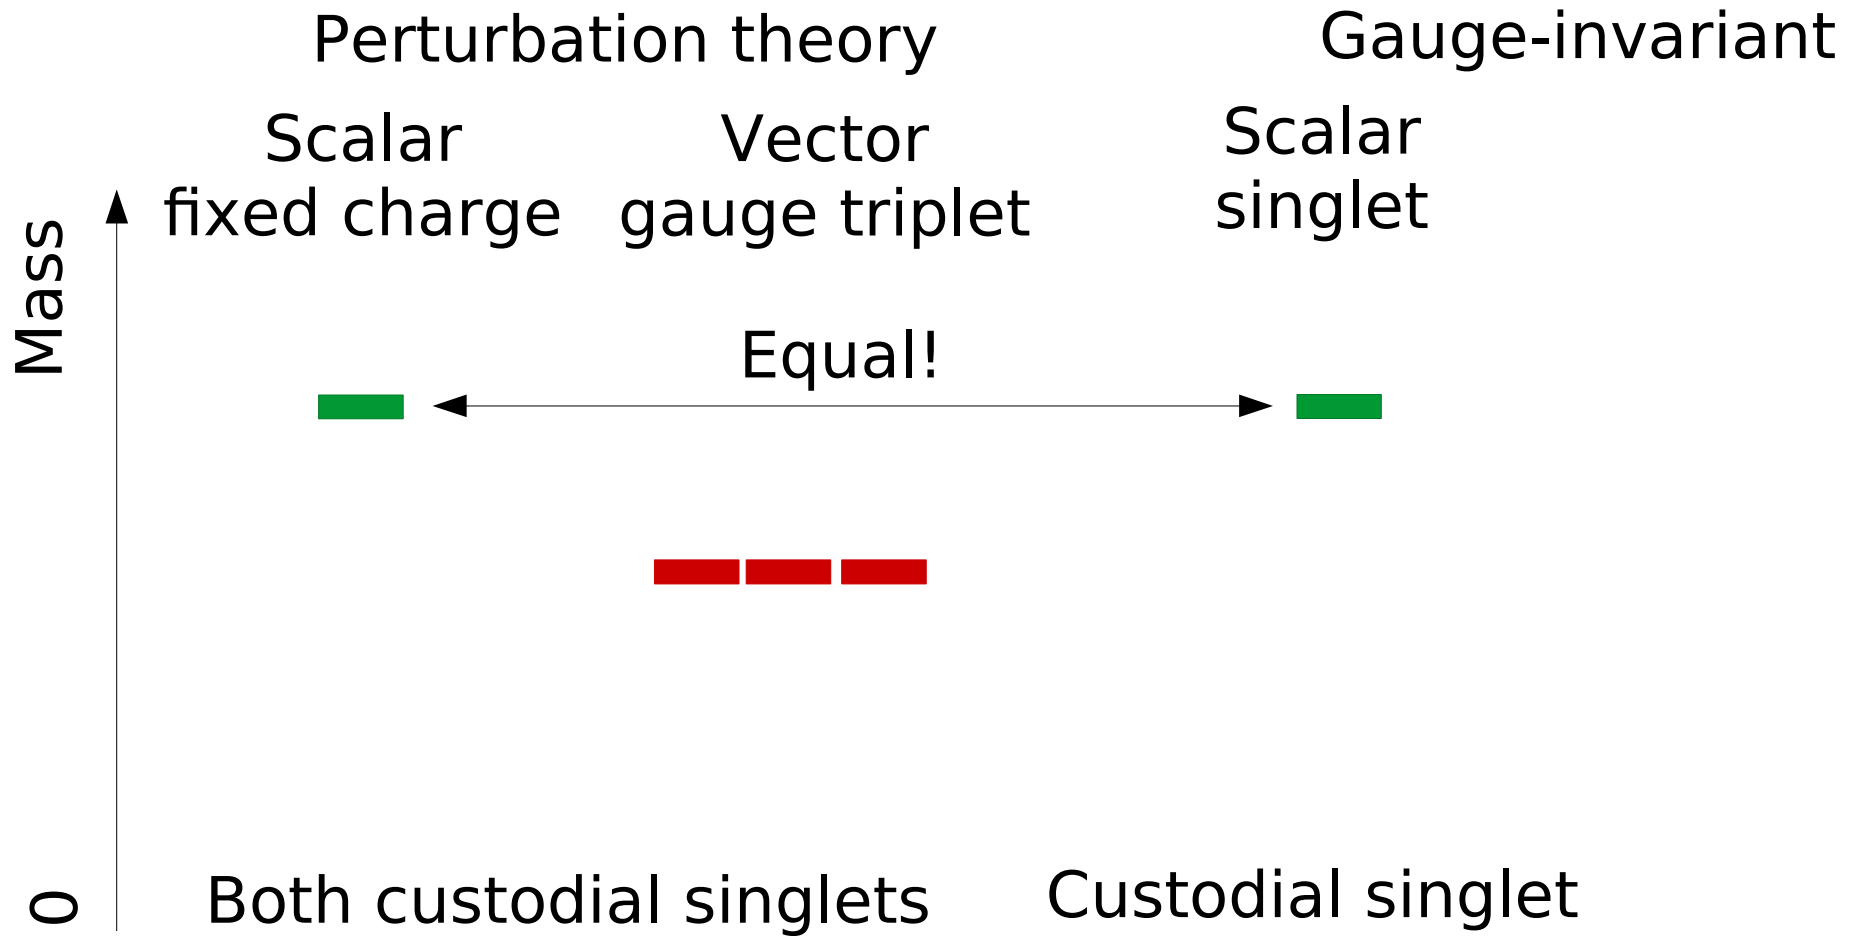 Perturbation theory
Gauge-invariant
Scalar
fixed charge
Vector
gauge triplet
Scalar
singlet
Mass
Equal!
0
Both custodial singlets
Custodial singlet